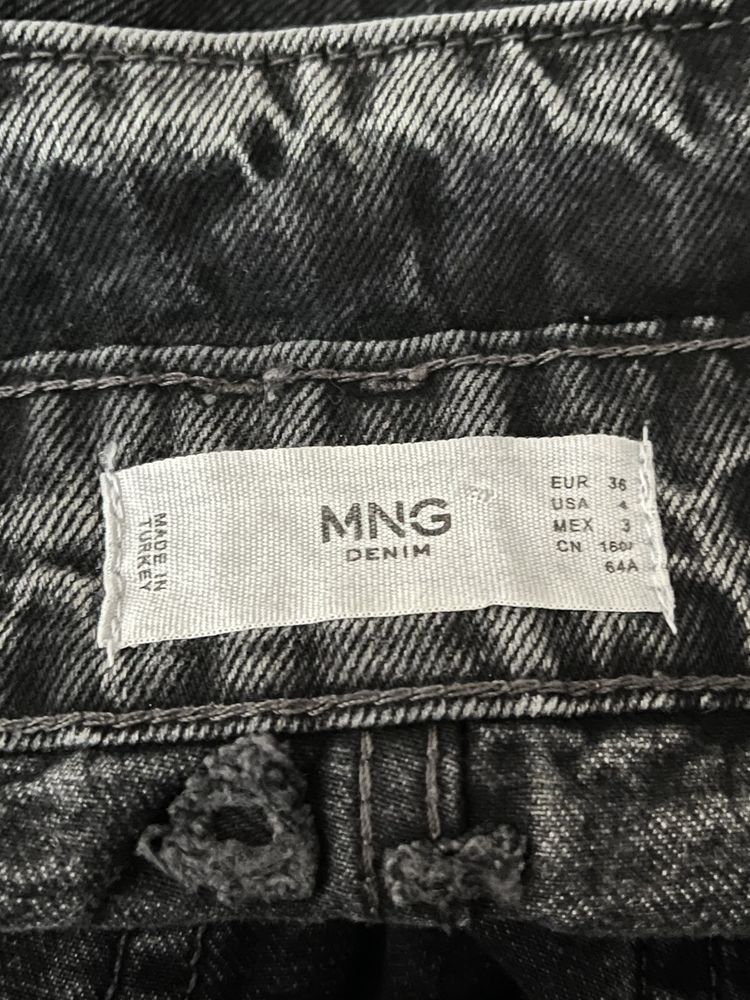 MADE IN
TURKEY
MNG
DENIM
EUR 36
USA 4
MEX 3
CN 160/
64A